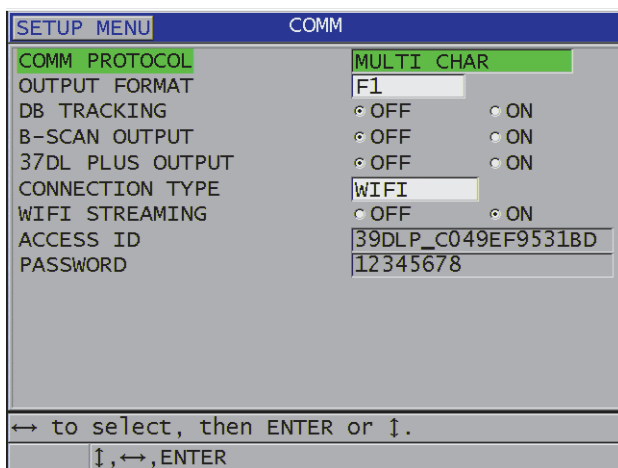 SETUP MENU COMM
COMM PROTOCOL MULTI CHAR
OUTPUT FORMAT F1
DB TRACKING OFF ON
B-SCAN OUTPUT OFF ON
37DL PLUS OUTPUT OFF ON
CONNECTION TYPE WIFI
WIFI STREAMING OFF ON
ACCESS ID 39DLP_C049EF9531BD
PASSWORD 12345678
↔ to select, then ENTER or ↕.
↕,↔,ENTER